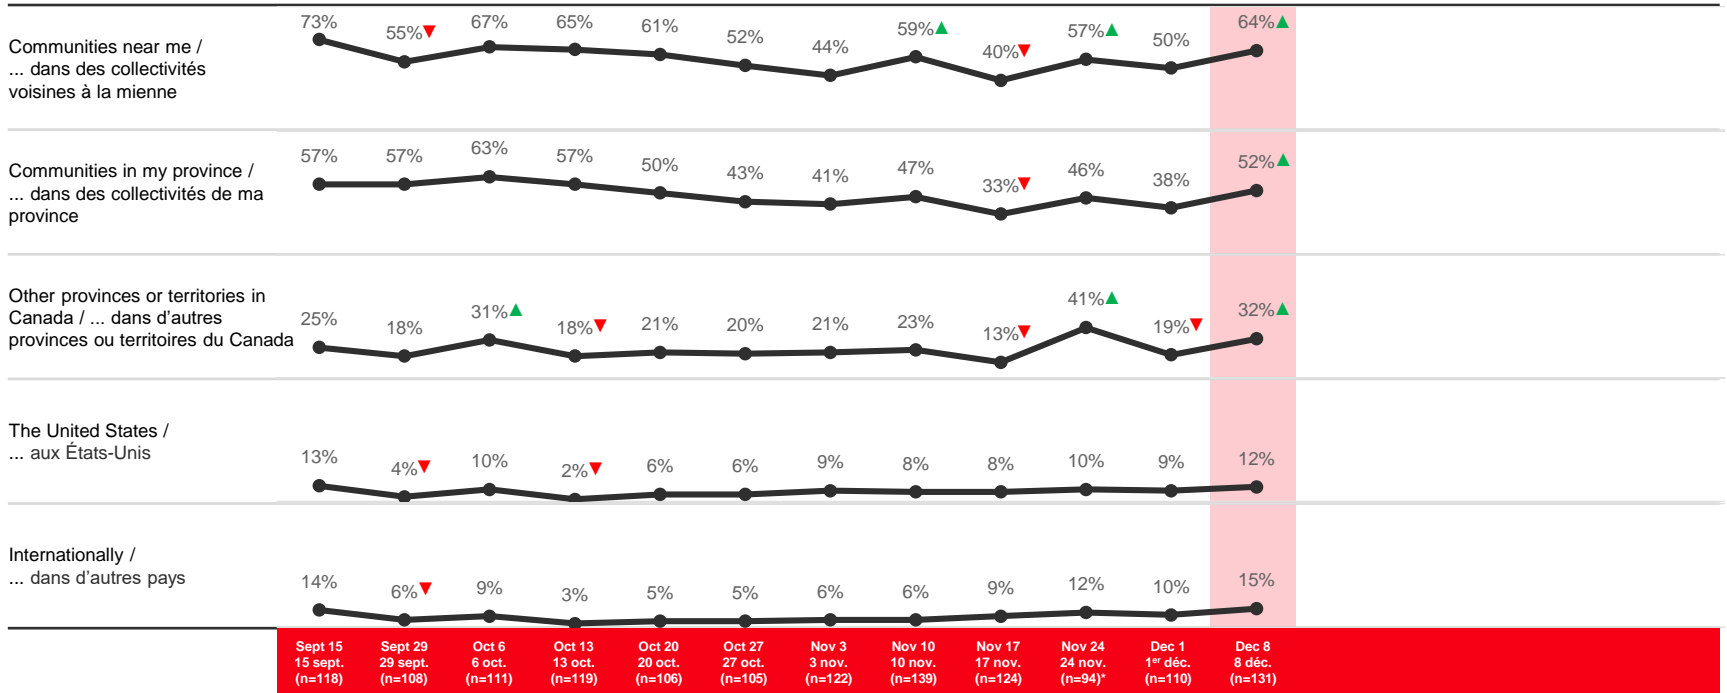 Communities near me /
... dans des collectivités
voisines à la mienne
73% 55%▼ 67% 65% 61% 52% 44% 59%▲ 40%▼ 57%▲ 50% 64%▲
Communities in my province /
... dans des collectivités de ma
province
57% 57% 63% 57% 50% 43% 41% 47% 33%▼ 46% 38% 52%▲
Other provinces or territories in
Canada / ... dans d'autres
provinces ou territoires du Canada
25% 18% 31%▲ 18%▼ 21% 20% 21% 23% 13%▼ 41%▲ 19%▼ 32%▲
The United States /
... aux États-Unis
13% 4%▼ 10% 2%▼ 6% 6% 9% 8% 8% 10% 9% 12%
Internationally /
... dans d'autres pays
14% 6%▼ 9% 3% 5% 5% 6% 6% 9% 12% 10% 15%
Sept 15 Sept 29 Oct 6 Oct 13 Oct 20 Oct 27 Nov 3 Nov 10 Nov 17 Nov 24 Dec 1 Dec 8
15 sept. 29 sept. 6 oct. 13 oct. 20 oct. 27 oct. 3 nov. 10 nov. 17 nov. 24 nov. 1er déc. 8 déc.
(n=118) (n=108) (n=111) (n=119) (n=106) (n=105) (n=122) (n=139) (n=124) (n=94)* (n=110) (n=131)